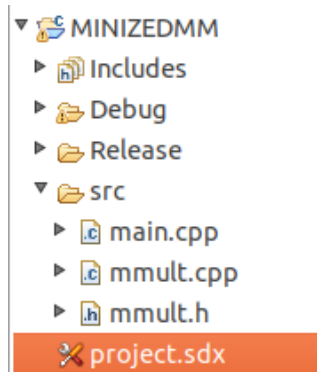 MINIZEDMM
Includes
Debug
Release
src
main.cpp
mmult.cpp
mmult.h
project.sdx